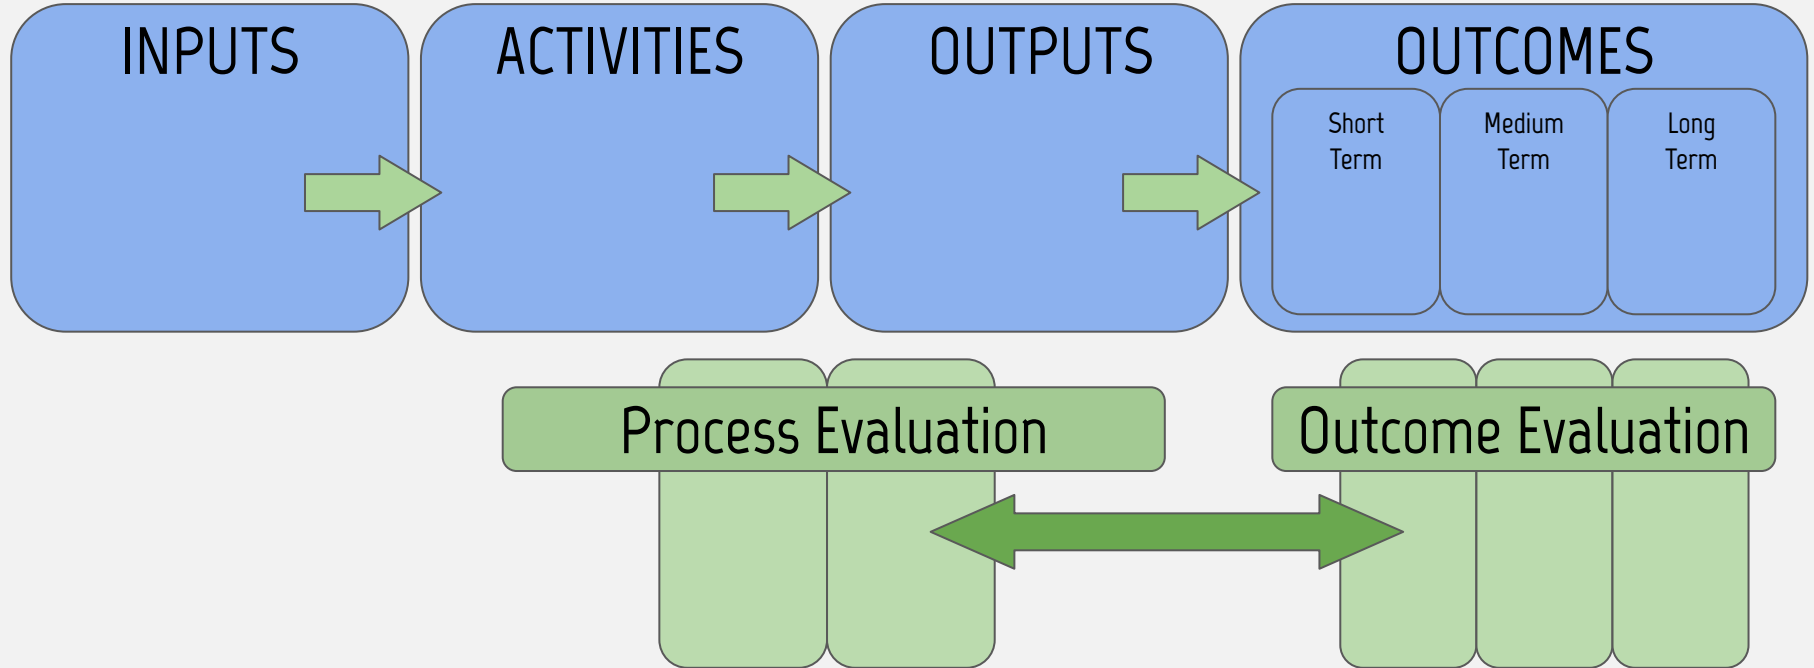 INPUTS
ACTIVITIES
OUTPUTS
OUTCOMES
Short
Term
Medium
Term
Long
Term
Process Evaluation
Outcome Evaluation